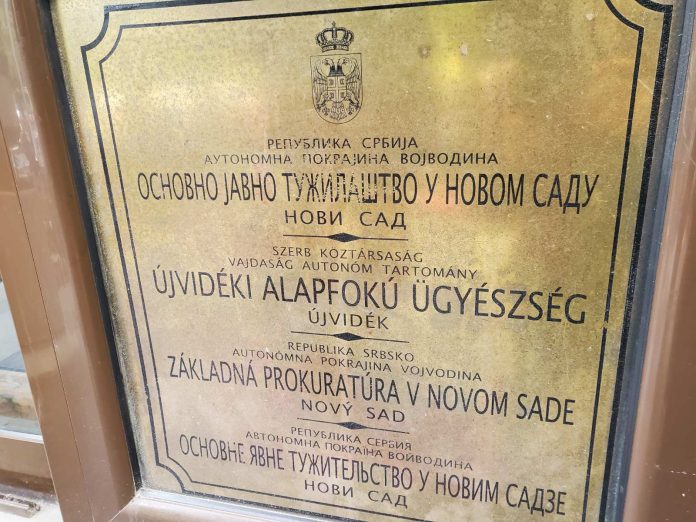 РЕПУБЛИКА СРБИЈА
АУТОНОМНА ПОКРАЈИНА ВОЈВОДИНА
ОСНОВНО ЈАВНО ТУЖИЛАШТВО У НОВОМ САДУ
НОВИ САД
SZERB KÖZTÁRSASÁG
VAJDASÁG AUTONÓM TARTOMÁNY
ÚJVIDÉKI ALAPFOKÚ ÜGYÉSZSÉG
ÚJVIDÉK
REPUBLIKA SRBSKO
AUTONÓMNA POKRAJINA VOJVODINA
ZÁKLADNÁ PROKURATÚRA V NOVOM SADE
NOVÝ SAD
РЕПУБЛИКА СЕРБИЯ
АВТОНОМНА ПОКРАЇНА ВОЙВОДИНА
ОСНОВНЕ ЯВНЕ ТУЖИТЕЛЬСТВО У НОВИМ САДЗЕ
НОВИ САД